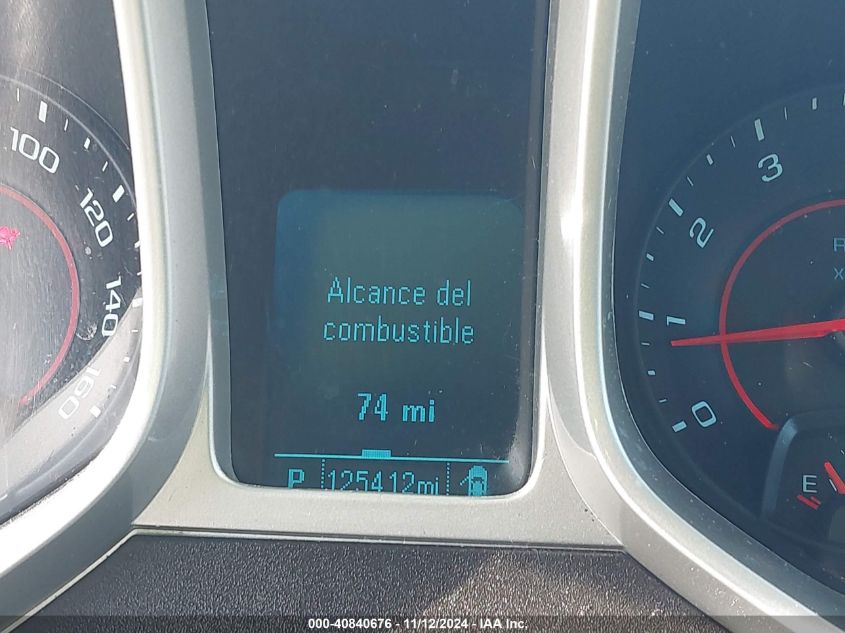 100
120
140
160
Alcance del
combustible
74 mi
P 125412mi
3
2
1
0
R
x
E
000-40840676 - 11/12/2024 - IAA Inc.